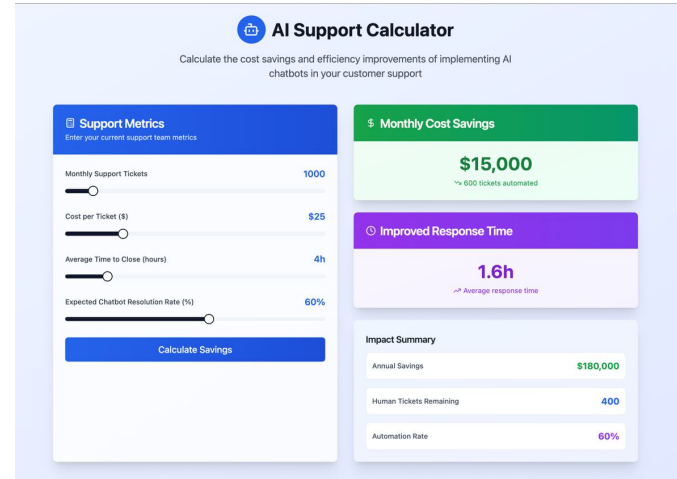 AI Support Calculator
Calculate the cost savings and efficiency improvements of implementing AI
chatbots in your customer support
Support Metrics
Enter your current support team metrics
Monthly Support Tickets 1000
Cost per Ticket ($) $25
Average Time to Close (hours) 4h
Expected Chatbot Resolution Rate (%) 60%
Calculate Savings
$ Monthly Cost Savings
$15,000
600 tickets automated
Improved Response Time
1.6h
Average response time
Impact Summary
Annual Savings $180,000
Human Tickets Remaining 400
Automation Rate 60%